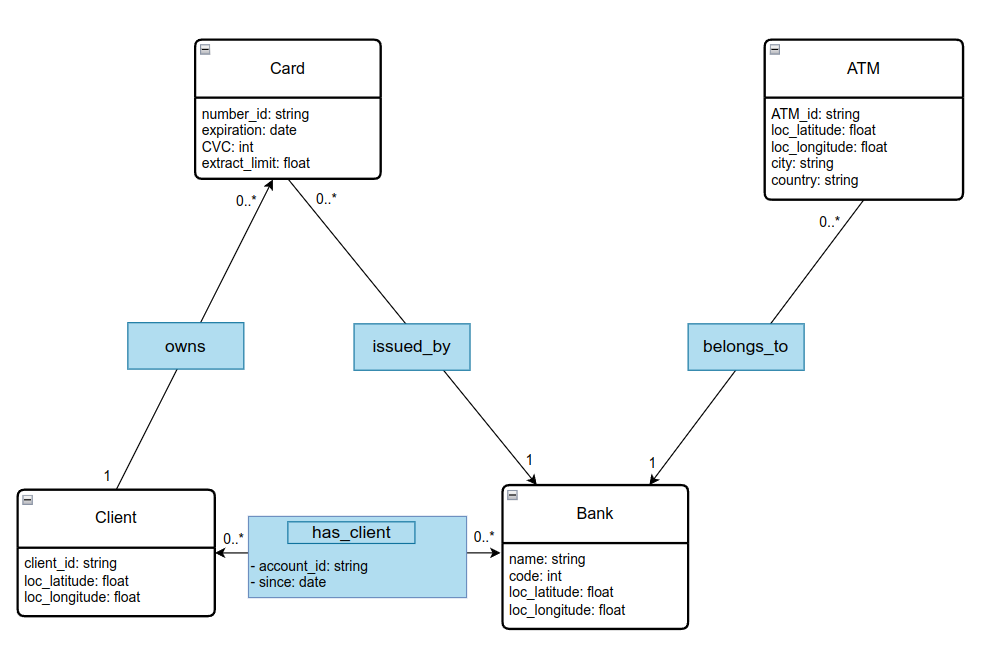 Card
number_id: string
expiration: date
CVC: int
extract_limit: float
ATM
ATM_id: string
loc_latitude: float
loc_longitude: float
city: string
country: string
0..*
0..*
0..*
owns
issued_by
belongs_to
1
1
1
Client
client_id: string
loc_latitude: float
loc_longitude: float
0..*
has_client
- account_id: string
- since: date
0..*
Bank
name: string
code: int
loc_latitude: float
loc_longitude: float